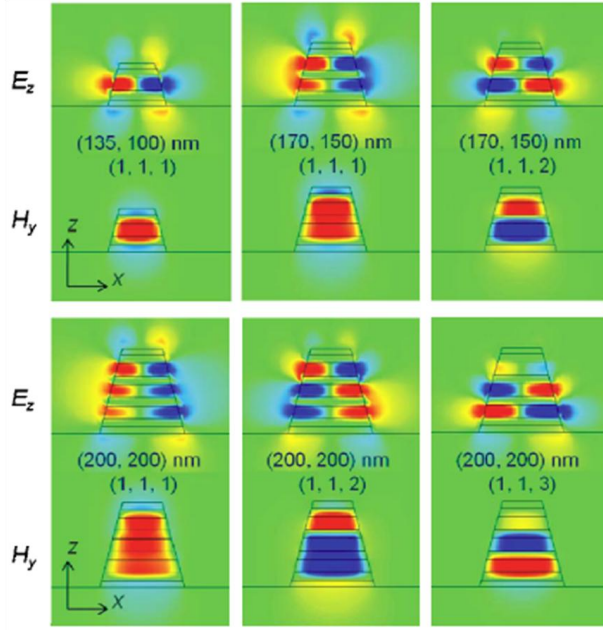 E_z
(135, 100) nm (170, 150) nm (170, 150) nm
(1, 1, 1) (1, 1, 1) (1, 1, 2)
H_y
z
x
E_z
(200, 200) nm (200, 200) nm (200, 200) nm
(1, 1, 1) (1, 1, 2) (1, 1, 3)
H_y
z
x